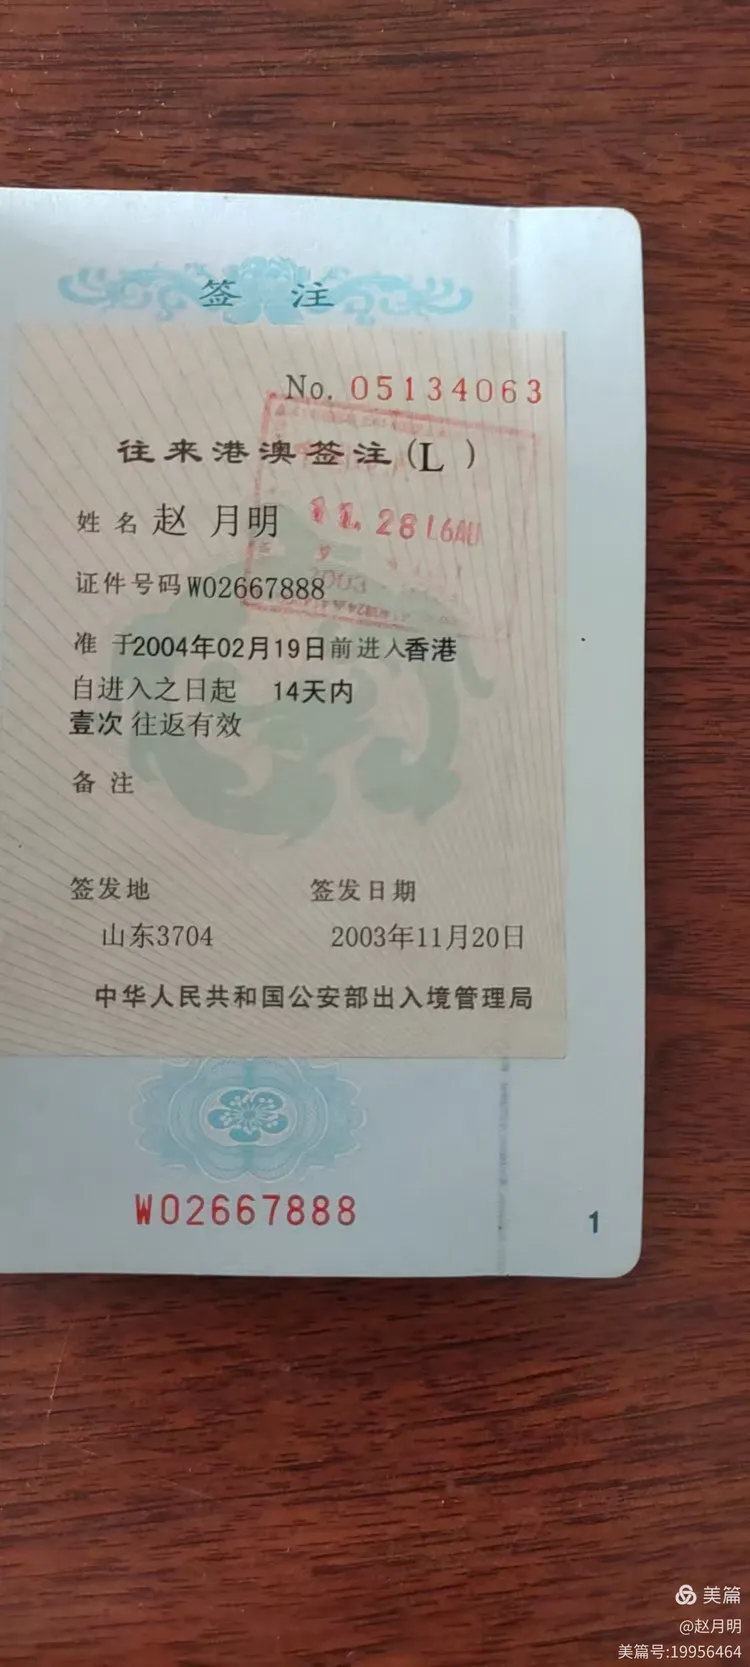 签 注
No. 05134063
往来港澳签注(L )
姓 名 赵 月明
28
证件号码W02667888
2003
准 于2004年02月19日前进入香港
自进入之日起 14天内
壹次 往返有效
备 注
签发地 签发日期
山东3704 2003年11月20日
中华人民共和国公安部出入境管理局
W02667888
1
美篇
@赵月明
美篇号:19956464